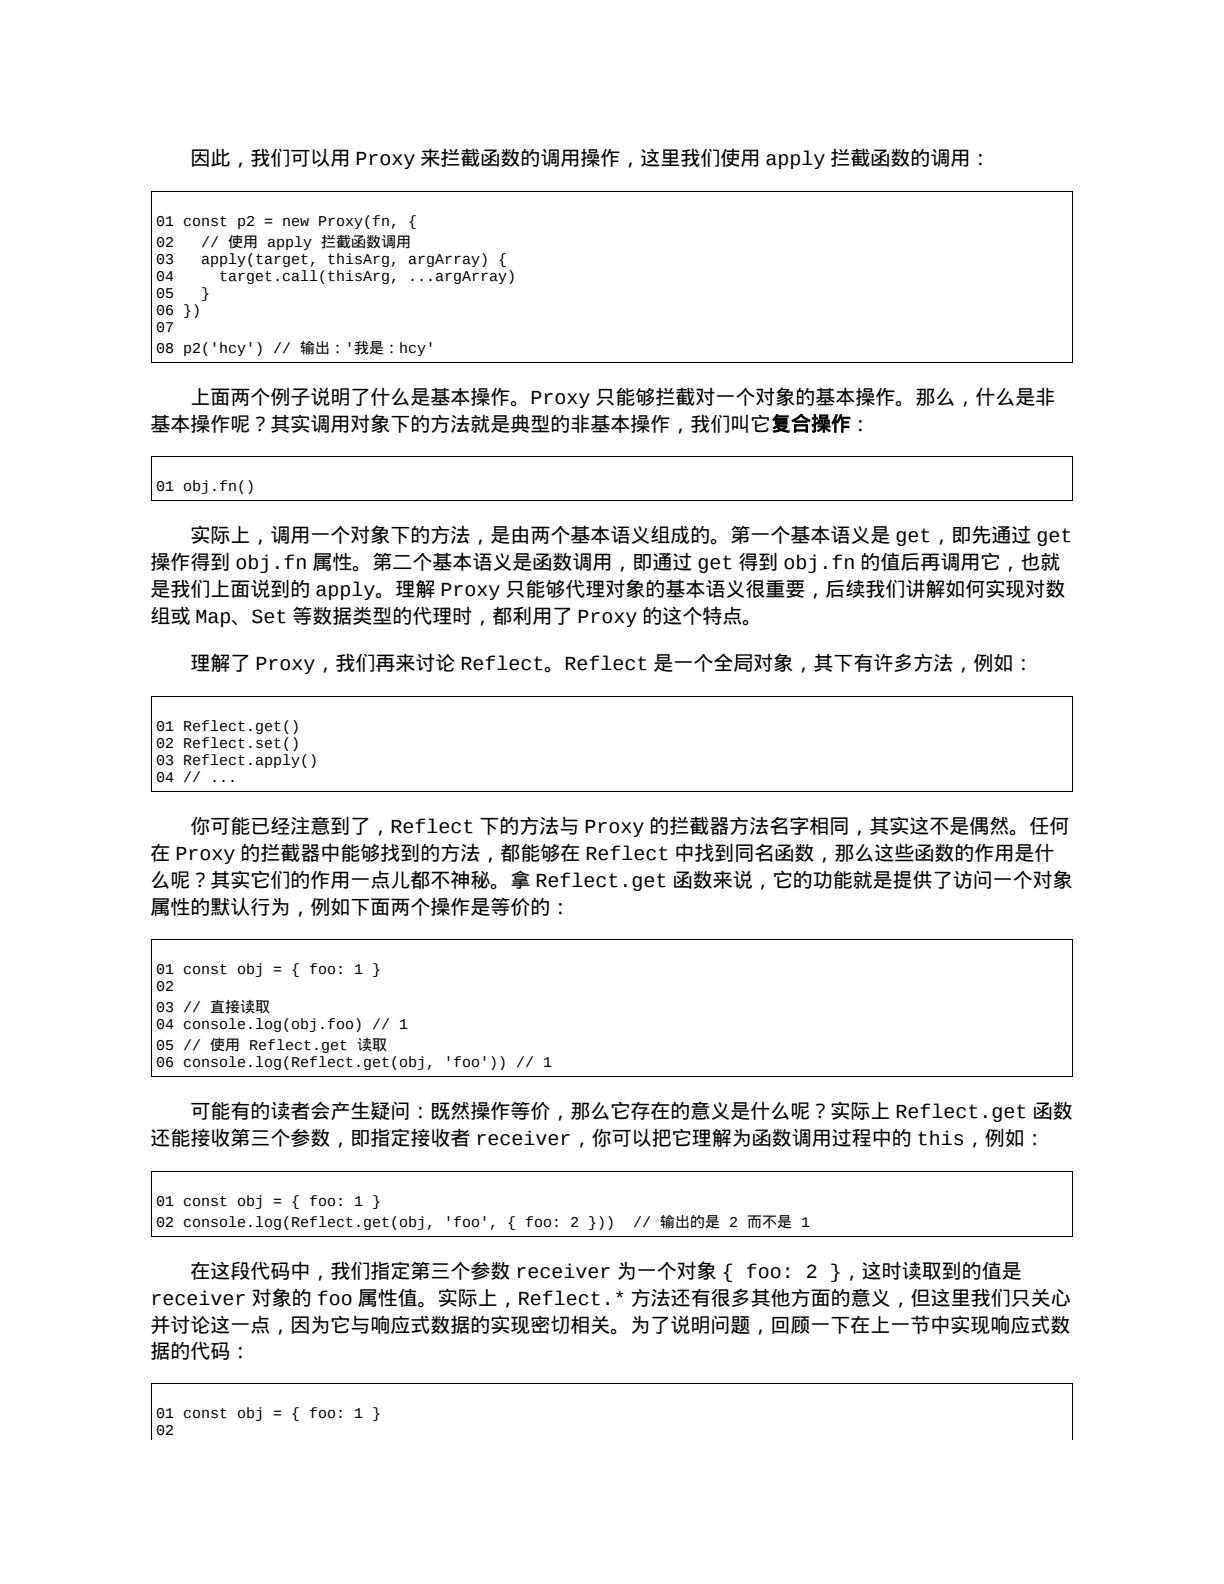 因此，我们可以用 Proxy 来拦截函数的调用操作，这里我们使用 apply 拦截函数的调用：
01 const p2 = new Proxy(fn, {
02   // 使用 apply 拦截函数调用
03   apply(target, thisArg, argArray) {
04     target.call(thisArg, ...argArray)
05   }
06 })
07
08 p2('hcy') // 输出：'我是：hcy'
上面两个例子说明了什么是基本操作。Proxy 只能够拦截对一个对象的基本操作。那么，什么是非
基本操作呢？其实调用对象下的方法就是典型的非基本操作，我们叫它复合操作：
01 obj.fn()
实际上，调用一个对象下的方法，是由两个基本语义组成的。第一个基本语义是 get，即先通过 get
操作得到 obj.fn 属性。第二个基本语义是函数调用，即通过 get 得到 obj.fn 的值后再调用它，也就
是我们上面说到的 apply。理解 Proxy 只能够代理对象的基本语义很重要，后续我们讲解如何实现对数
组或 Map、Set 等数据类型的代理时，都利用了 Proxy 的这个特点。
理解了 Proxy，我们再来讨论 Reflect。Reflect 是一个全局对象，其下有许多方法，例如：
01 Reflect.get()
02 Reflect.set()
03 Reflect.apply()
04 // ...
你可能已经注意到了，Reflect 下的方法与 Proxy 的拦截器方法名字相同，其实这不是偶然。任何
在 Proxy 的拦截器中能够找到的方法，都能够在 Reflect 中找到同名函数，那么这些函数的作用是什
么呢？其实它们的作用一点儿都不神秘。拿 Reflect.get 函数来说，它的功能就是提供了访问一个对象
属性的默认行为，例如下面两个操作是等价的：
01 const obj = { foo: 1 }
02
03 // 直接读取
04 console.log(obj.foo) // 1
05 // 使用 Reflect.get 读取
06 console.log(Reflect.get(obj, 'foo')) // 1
可能有的读者会产生疑问：既然操作等价，那么它存在的意义是什么呢？实际上 Reflect.get 函数
还能接收第三个参数，即指定接收者 receiver，你可以把它理解为函数调用过程中的 this，例如：
01 const obj = { foo: 1 }
02 console.log(Reflect.get(obj, 'foo', { foo: 2 }))  // 输出的是 2 而不是 1
在这段代码中，我们指定第三个参数 receiver 为一个对象 { foo: 2 }，这时读取到的值是
receiver 对象的 foo 属性值。实际上，Reflect.* 方法还有很多其他方面的意义，但这里我们只关心
并讨论这一点，因为它与响应式数据的实现密切相关。为了说明问题，回顾一下在上一节中实现响应式数
据的代码：
01 const obj = { foo: 1 }
02